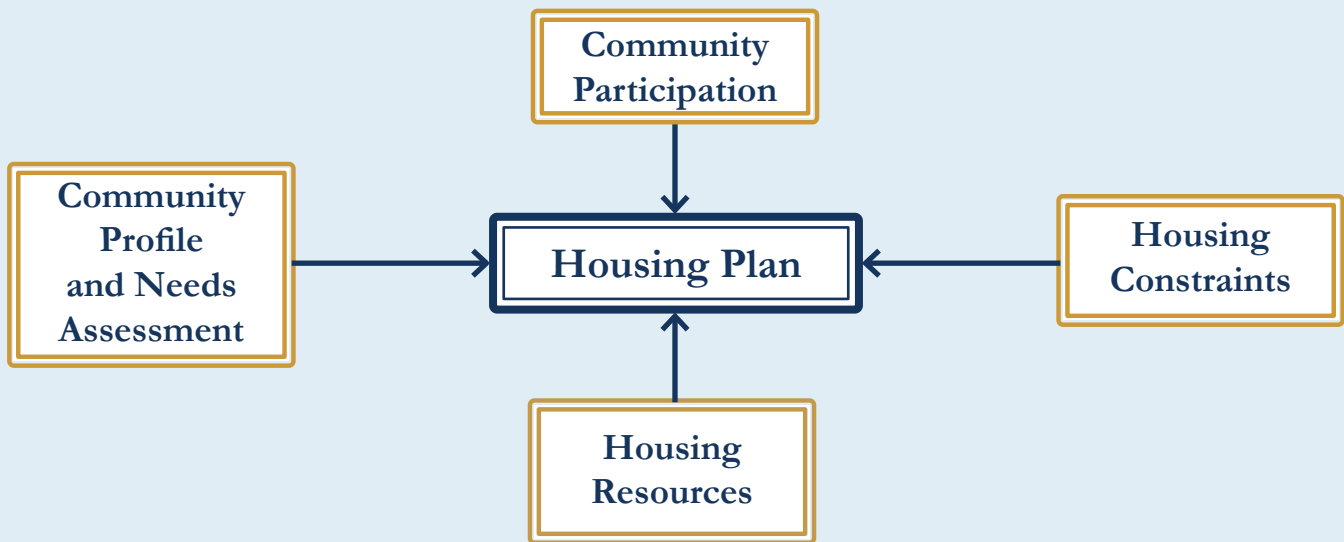 Community
Participation
Community
Profile
and Needs
Assessment
Housing Plan
Housing
Constraints
Housing
Resources